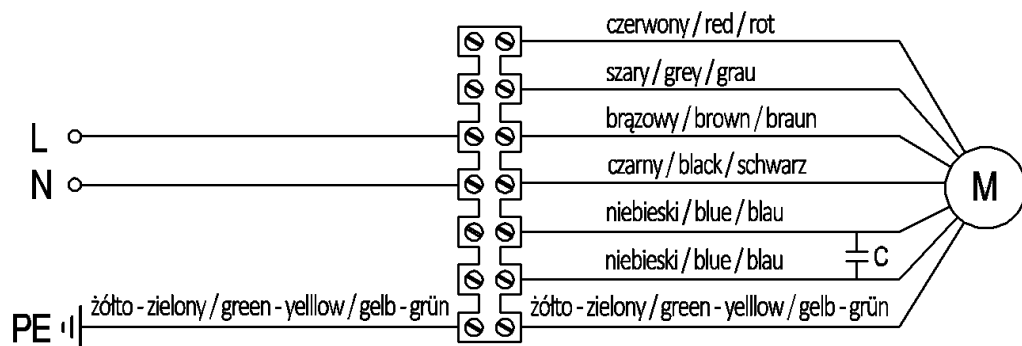 czerwony / red / rot
szary / grey / grau
L
brązowy / brown / braun
N
czarny / black / schwarz
M
niebieski / blue / blau
C
niebieski / blue / blau
PE
żółto - zielony / green - yelllow / gelb - grün
żółto - zielony / green - yelllow / gelb - grün